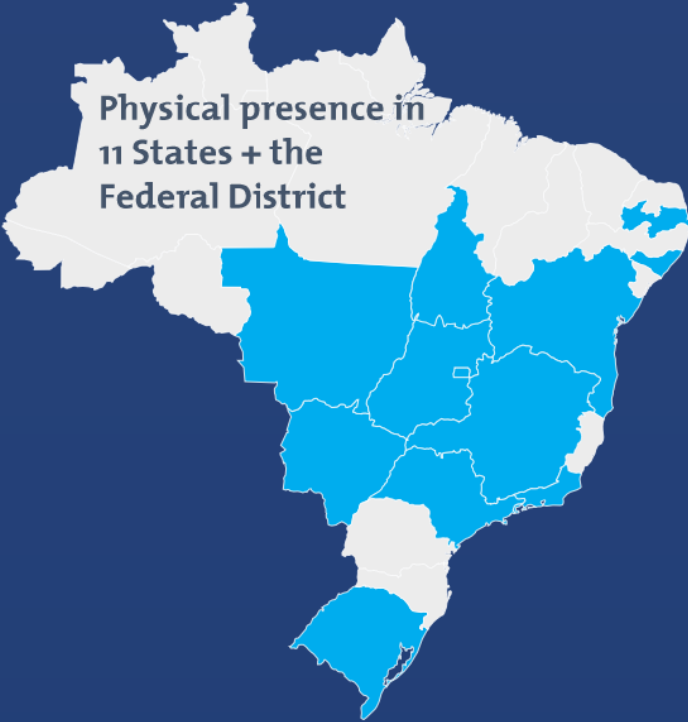 Physical presence in
11 States + the
Federal District